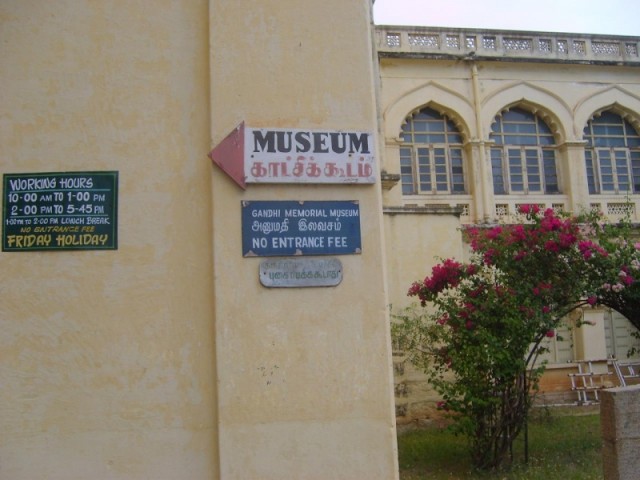 WORKING HOURS
10-00 AM TO 1-00 PM
2-00 PM TO 5-45 PM
1-00 PM TO 2-00 PM LOUNCH BREAK
NO ENTRANCE FEE
FRIDAY HOLIDAY
MUSEUM
காட்சிக்கூடம்
GANDHI MEMORIAL MUSEUM
அனுமதி இலவசம்
NO ENTRANCE FEE